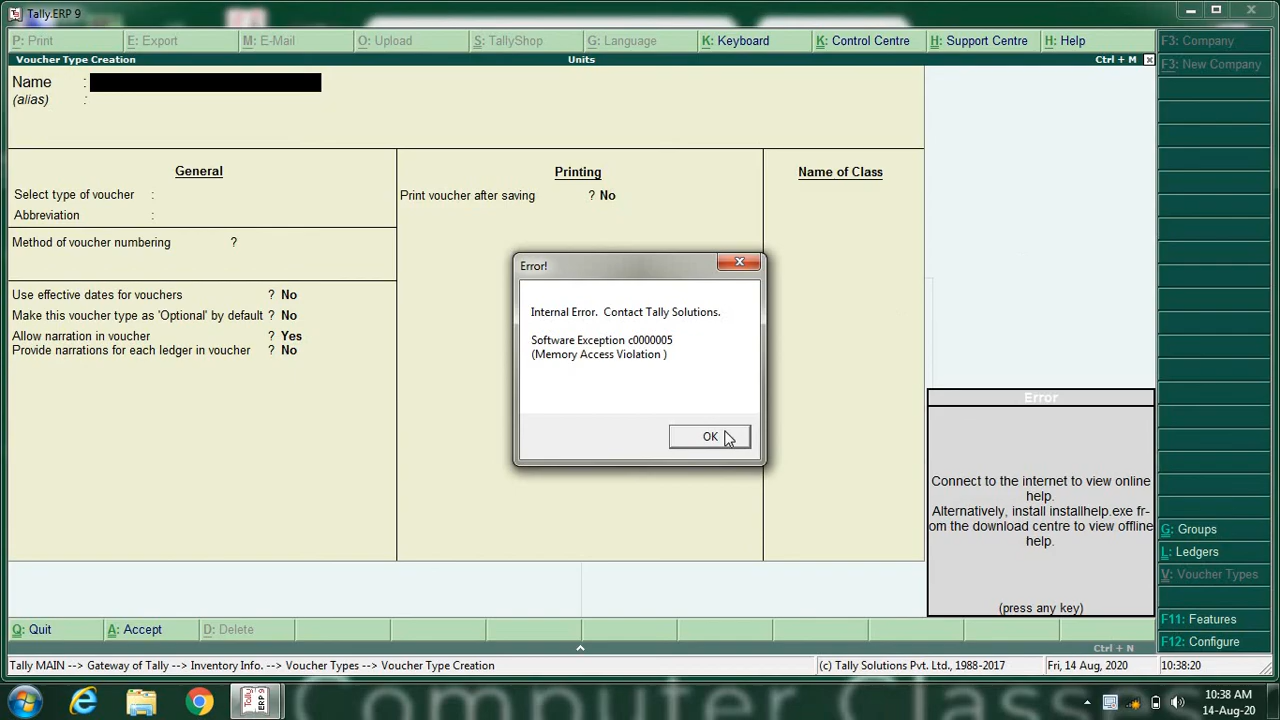 Tally.ERP 9
P: Print
E: Export
M: E-Mail
O: Upload
S: TallyShop
G: Language
K: Keyboard
K: Control Centre
H: Support Centre
H: Help
F3: Company
F3: New Company
Voucher Type Creation
Units
Ctrl + M
Name :
(alias) :
General
Select type of voucher :
Abbreviation :
Method of voucher numbering ?
Use effective dates for vouchers ? No
Make this voucher type as 'Optional' by default ? No
Allow narration in voucher ? Yes
Provide narrations for each ledger in voucher ? No
Printing
Print voucher after saving ? No
Name of Class
Error!
Internal Error. Contact Tally Solutions.
Software Exception c0000005
(Memory Access Violation )
OK
Error
Connect to the internet to view online
help.
Alternatively, install installhelp.exe fr-
om the download centre to view offline
help.
(press any key)
G: Groups
L: Ledgers
V: Voucher Types
F11: Features
F12: Configure
Q: Quit
A: Accept
D: Delete
Ctrl + N
Tally MAIN --> Gateway of Tally --> Inventory Info. --> Voucher Types --> Voucher Type Creation
(c) Tally Solutions Pvt. Ltd., 1988-2017
Fri, 14 Aug, 2020
10:38:20
Computer Classes
10:38 AM
14-Aug-20